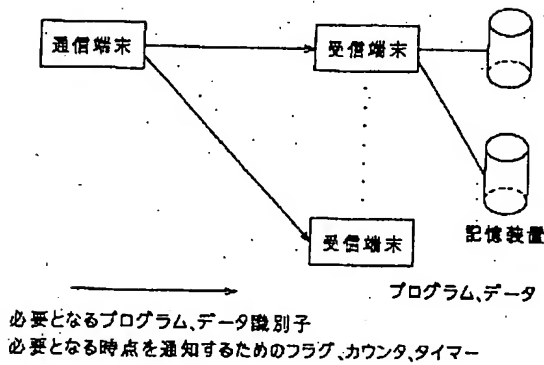 通信端末
受信端末
受信端末
記憶装置
プログラム、データ
必要となるプログラム、データ識別子
必要となる時点を通知するためのフラグ、カウンタ、タイマー